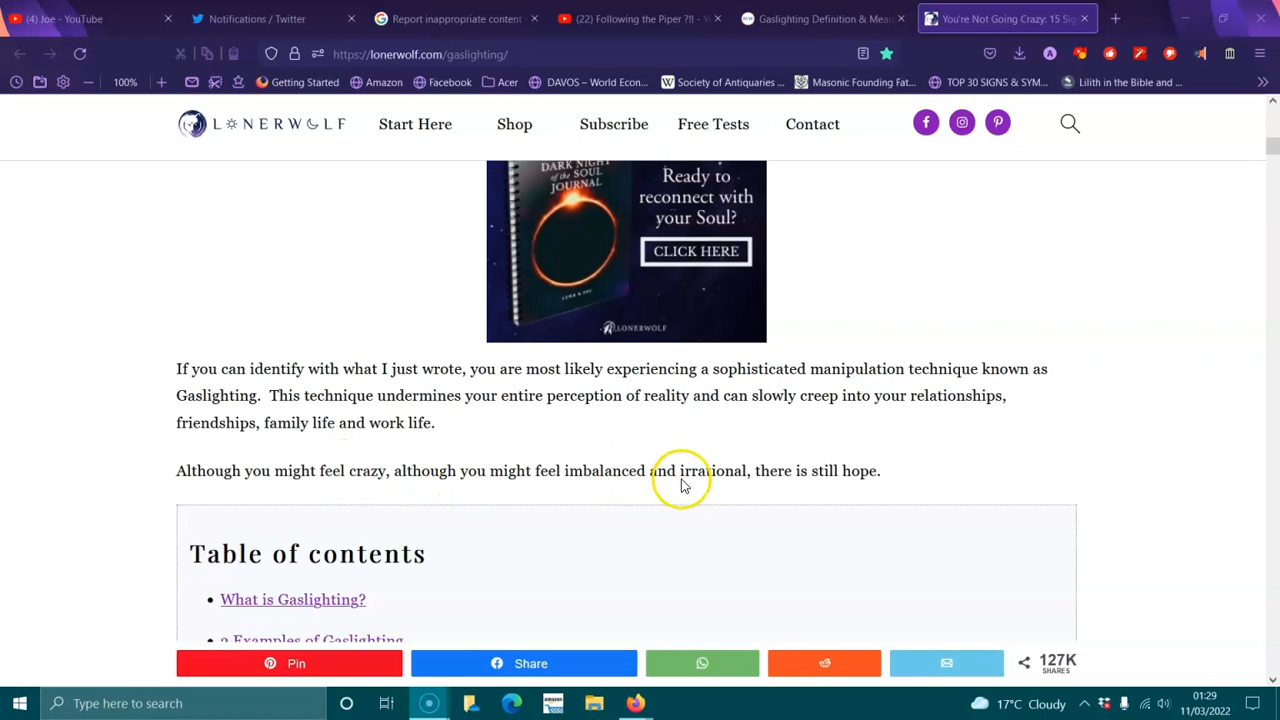 (4) Joe - YouTube
Notifications / Twitter
Report inappropriate content
(22) Following the Piper ?!! -
Gaslighting Definition & Mean
You're Not Going Crazy: 15 Sig
https://lonerwolf.com/gaslighting/
100%
Getting Started
Amazon
Facebook
Acer
DAVOS – World Econ...
Society of Antiquaries ...
Masonic Founding Fat...
TOP 30 SIGNS & SYM...
Lilith in the Bible and ...
LONERWOLF
Start Here
Shop
Subscribe
Free Tests
Contact
DARK NIGHT
of the SOUL
JOURNAL
LUNA & SOL
Ready to
reconnect with
your Soul?
CLICK HERE
LONERWOLF
If you can identify with what I just wrote, you are most likely experiencing a sophisticated manipulation technique known as
Gaslighting. This technique undermines your entire perception of reality and can slowly creep into your relationships,
friendships, family life and work life.
Although you might feel crazy, although you might feel imbalanced and irrational, there is still hope.
Table of contents
What is Gaslighting?
3 Examples of Gaslighting
Pin
Share
127K
SHARES
Type here to search
17°C Cloudy
01:29
11/03/2022